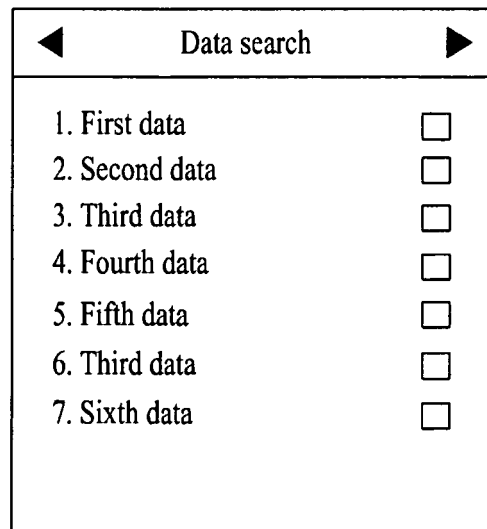 Data search
1. First data
2. Second data
3. Third data
4. Fourth data
5. Fifth data
6. Third data
7. Sixth data